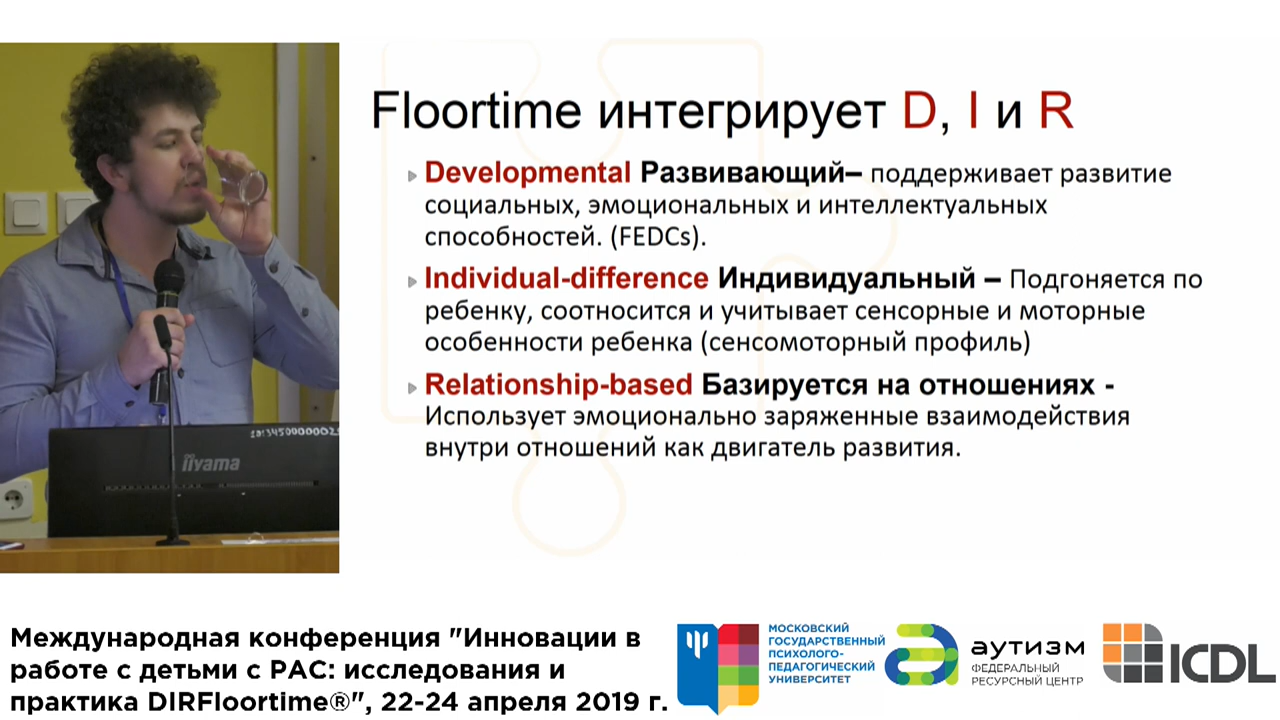 Floortime интегрирует D, I и R
Developmental Развивающий– поддерживает развитие
социальных, эмоциональных и интеллектуальных
способностей. (FEDCs).
Individual-difference Индивидуальный – Подгоняется по
ребенку, соотносится и учитывает сенсорные и моторные
особенности ребенка (сенсомоторный профиль)
Relationship-based Базируется на отношениях -
Использует эмоционально заряженные взаимодействия
внутри отношений как двигатель развития.
iiyama
Международная конференция "Инновации в
работе с детьми с РАС: исследования и
практика DIRFloortime®", 22-24 апреля 2019 г.
МОСКОВСКИЙ
ГОСУДАРСТВЕННЫЙ
ПСИХОЛОГО-
ПЕДАГОГИЧЕСКИЙ
УНИВЕРСИТЕТ
аутизм
ФЕДЕРАЛЬНЫЙ
РЕСУРСНЫЙ ЦЕНТР
ICDL